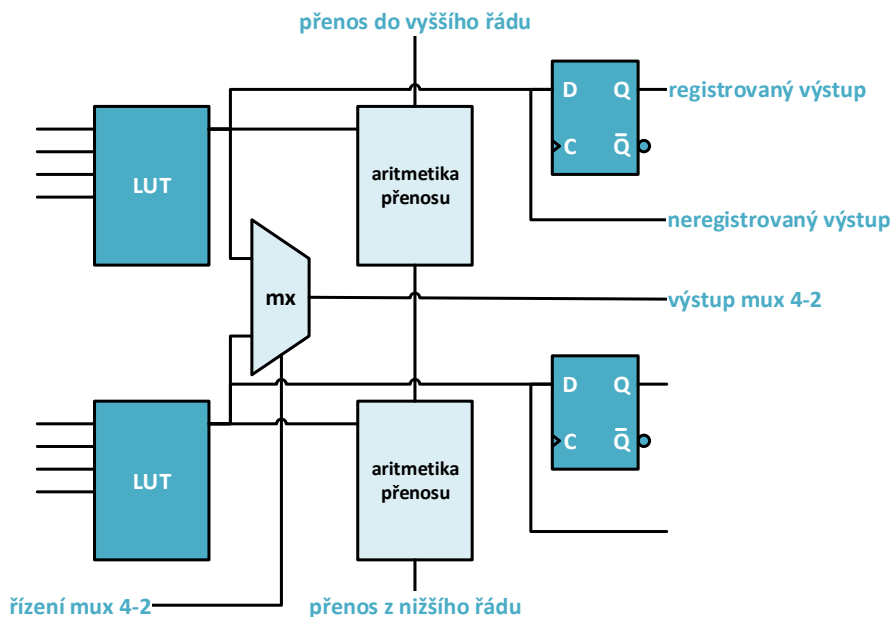 přenos do vyššího řádu
D Q
registrovaný výstup
C Q̅
LUT
aritmetika
přenosu
neregistrovaný výstup
mx
výstup mux 4-2
D Q
C Q̅
LUT
aritmetika
přenosu
řízení mux 4-2
přenos z nižšího řádu